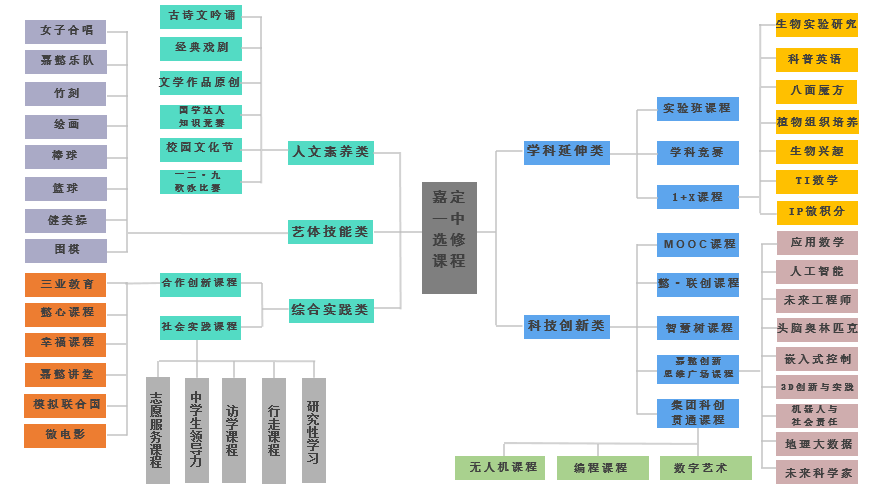 嘉定
一中
选修
课程
人文素养类
古诗文吟诵
经典戏剧
文学作品原创
国学达人
知识竞赛
校园文化节
一二·九
歌咏比赛
艺体技能类
女子合唱
嘉懿乐队
竹刻
绘画
棒球
篮球
健美操
围棋
综合实践类
合作创新课程
三业教育
懿心课程
幸福课程
嘉懿讲堂
模拟联合国
微电影
社会实践课程
志愿服务课程
中学生领导力
访学课程
行走课程
研究性学习
学科延伸类
实验班课程
学科竞赛
1+X课程
生物实验研究
科普英语
八面魔方
植物组织培养
生物兴趣
TI数学
IP微积分
科技创新类
MOOC课程
懿·联创课程
智慧树课程
嘉懿创新
思维广场课程
应用数学
人工智能
未来工程师
头脑奥林匹克
嵌入式控制
3D创新与实践
机器人与
社会责任
地理大数据
未来科学家
集团科创
贯通课程
无人机课程
编程课程
数字艺术